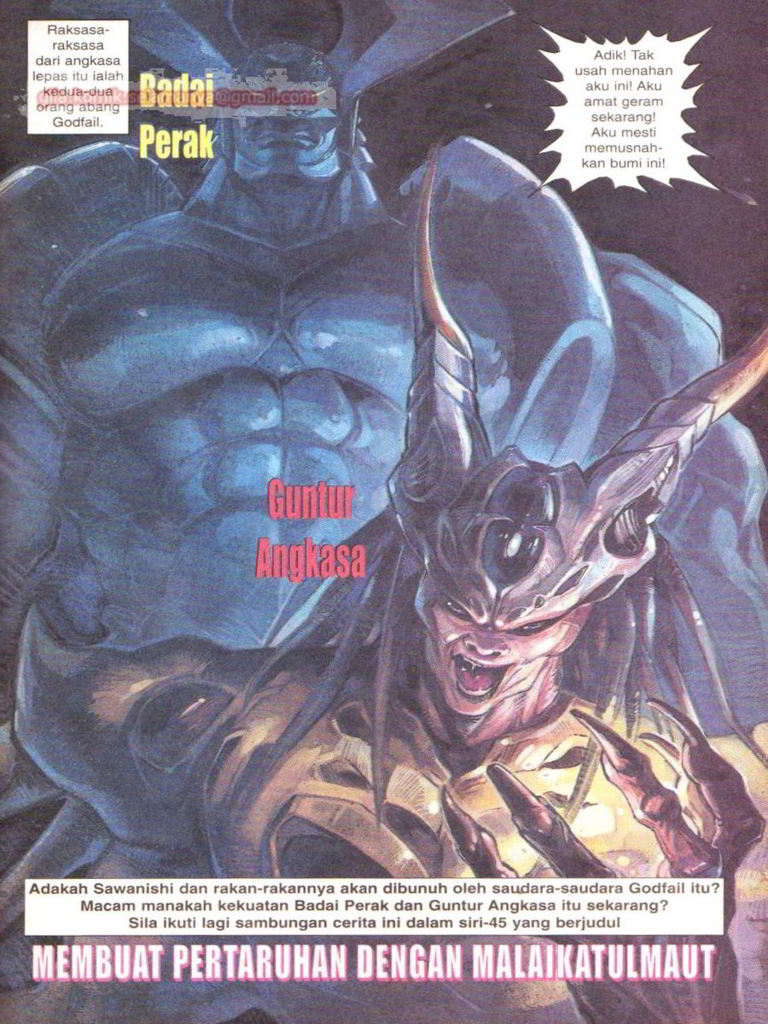 Raksasa-
raksasa
dari angkasa
lepas itu ialah
kedua-dua
orang abang
Godfail.
Badai
Perak
@gmail.com
Adik! Tak
usah menahan
aku ini! Aku
amat geram
sekarang!
Aku mesti
memusnah-
kan bumi ini!
Guntur
Angkasa
Adakah Sawanishi dan rakan-rakannya akan dibunuh oleh saudara-saudara Godfail itu?
Macam manakah kekuatan Badai Perak dan Guntur Angkasa itu sekarang?
Sila ikuti lagi sambungan cerita ini dalam siri-45 yang berjudul
MEMBUAT PERTARUHAN DENGAN MALAIKATULMAUT